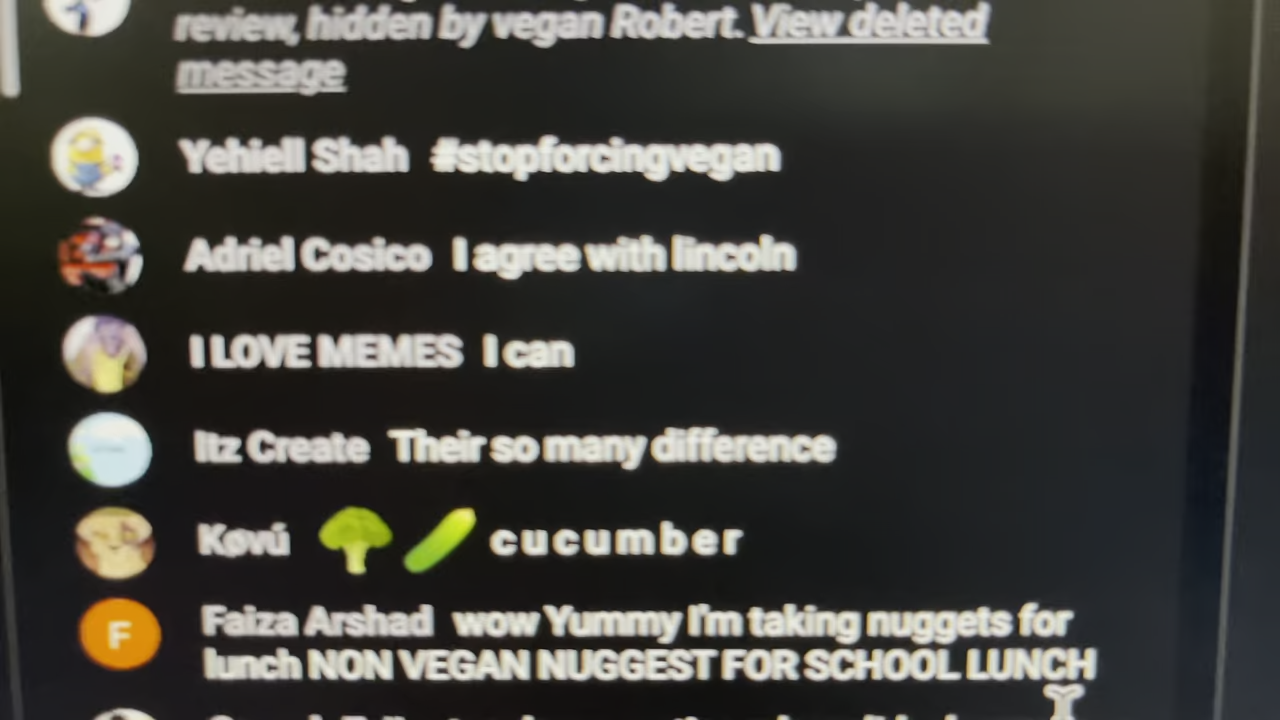 review, hidden by vegan Robert. View deleted
message
Yehiell Shah #stopforcingvegan
Adriel Cosico I agree with lincoln
I LOVE MEMES I can
Itz Create Their so many difference
Køvú 🥦🥒 c u c u m b e r
F
Faiza Arshad wow Yummy I'm taking nuggets for
lunch NON VEGAN NUGGEST FOR SCHOOL LUNCH